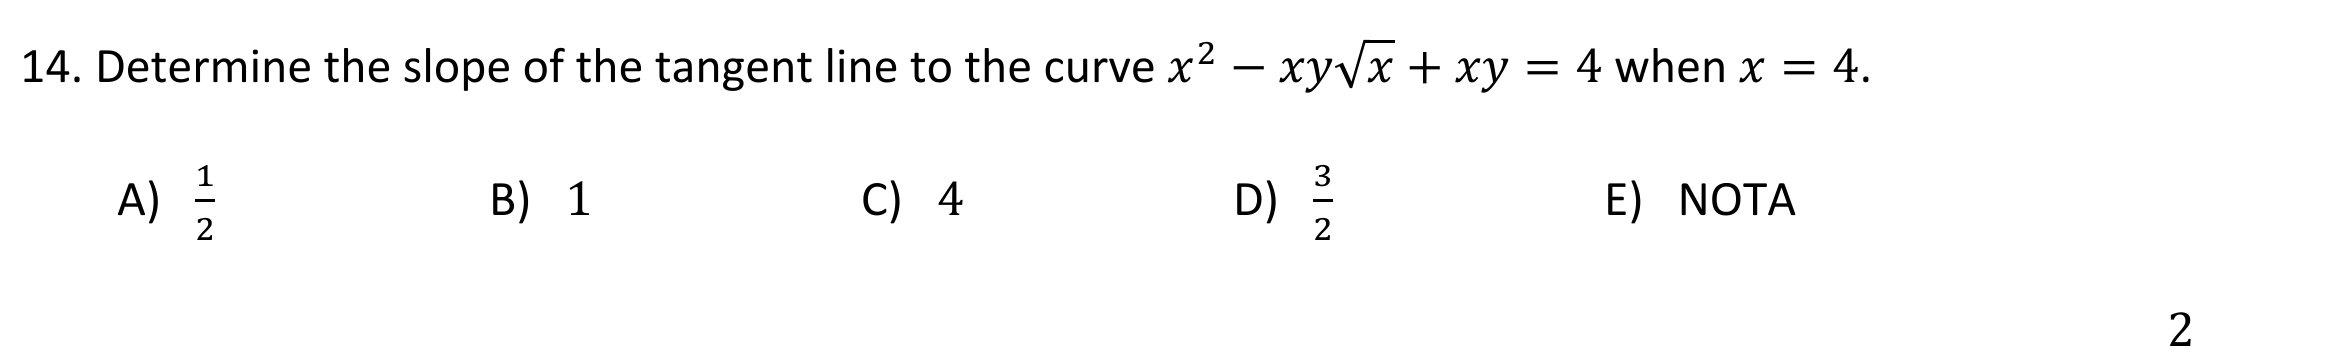 14. Determine the slope of the tangent line to the curve x² − xy√x + xy = 4 when x = 4.
A) 1/2 B) 1 C) 4 D) 3/2 E) NOTA
2